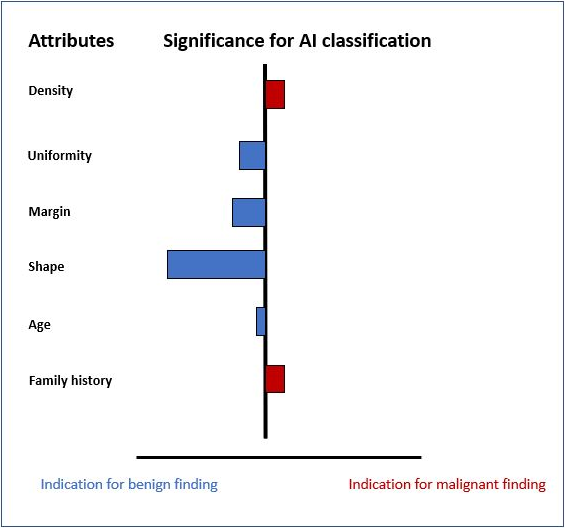 Attributes Significance for AI classification
Density
Uniformity
Margin
Shape
Age
Family history
Indication for benign finding Indication for malignant finding